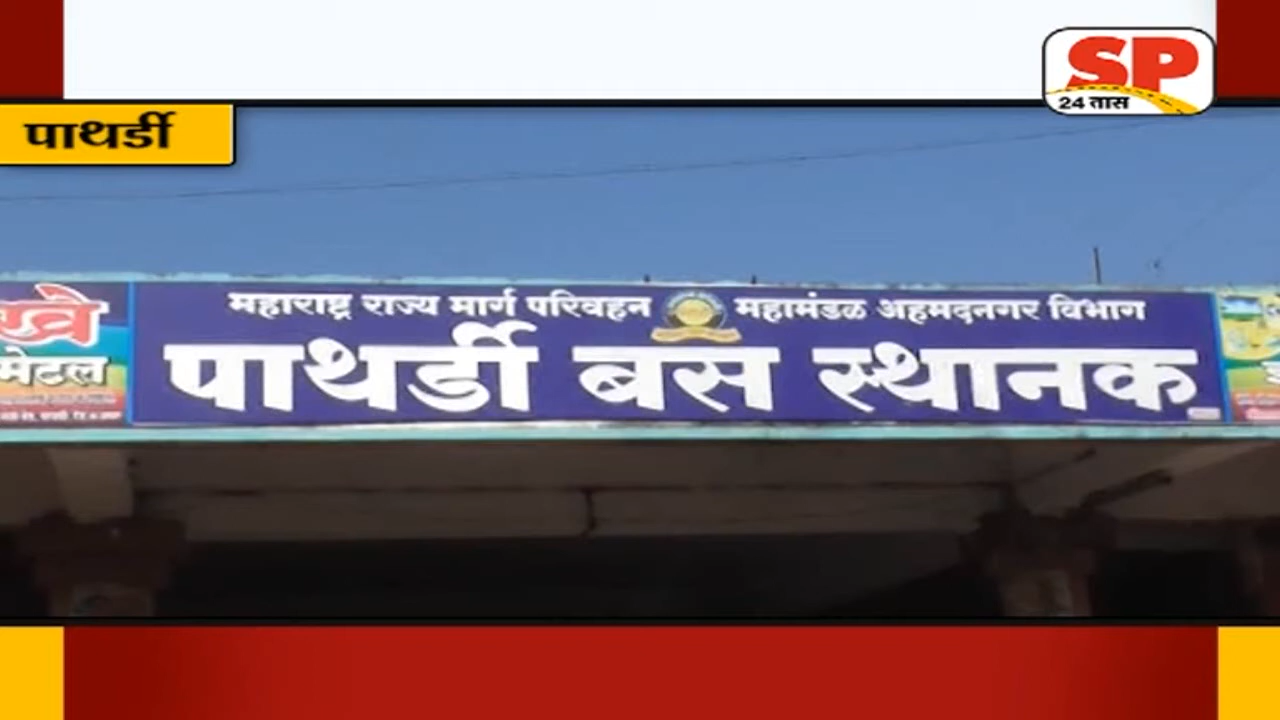 SP
24 तास
पाथर्डी
महाराष्ट्र राज्य मार्ग परिवहन महामंडळ अहमदनगर विभाग
पाथर्डी बस स्थानक
खे
मेटल